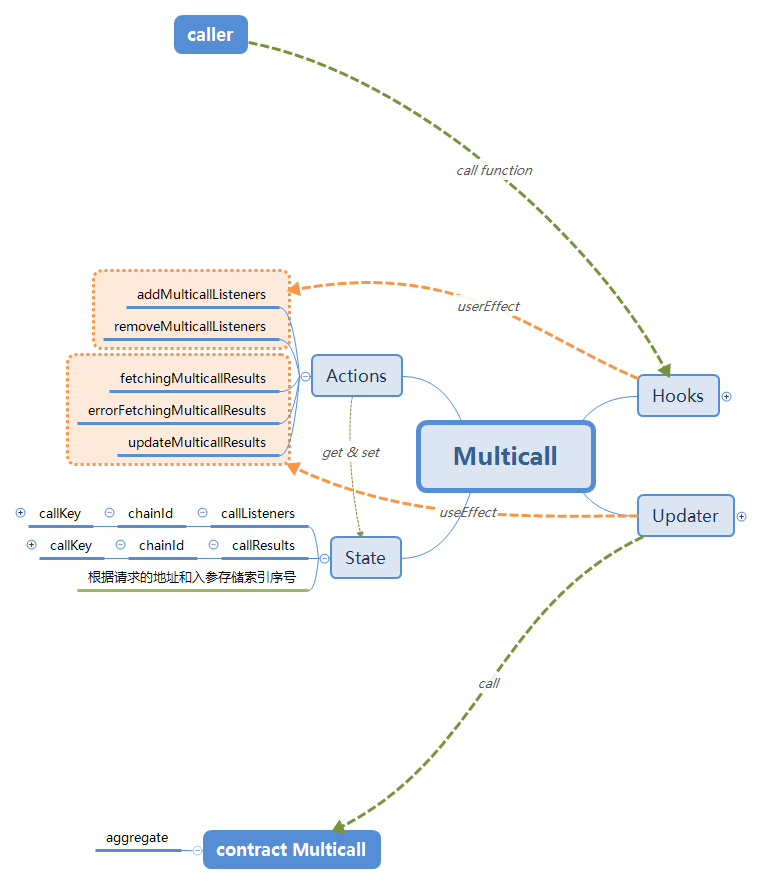 caller
call function
addMulticallListeners
userEffect
removeMulticallListeners
fetchingMulticallResults
Actions
Hooks
errorFetchingMulticallResults
updateMulticallResults
get & set
Multicall
callKey
chainId
callListeners
useEffect
Updater
callKey
chainId
callResults
State
根据请求的地址和入参存储索引序号
call
aggregate
contract Multicall